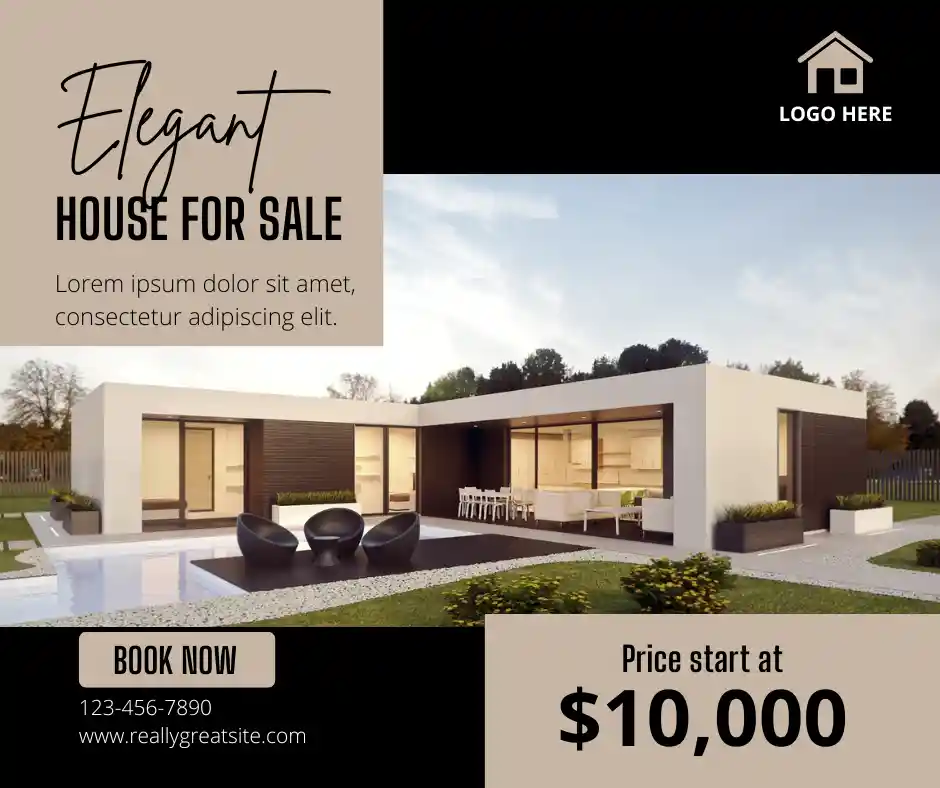 Elegant
HOUSE FOR SALE
Lorem ipsum dolor sit amet,
consectetur adipiscing elit.
LOGO HERE
BOOK NOW
123-456-7890
www.reallygreatsite.com
Price start at
$10,000